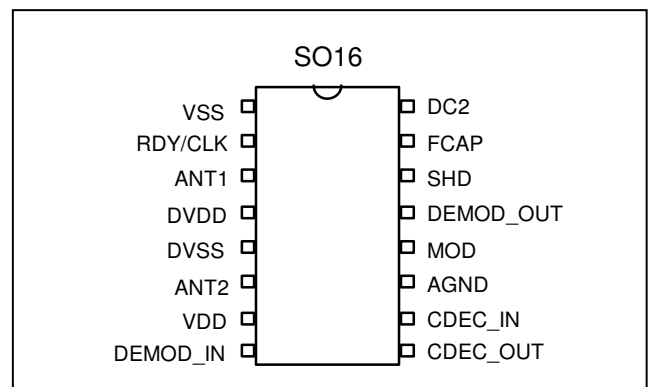 SO16
VSS DC2
RDY/CLK FCAP
ANT1 SHD
DVDD DEMOD_OUT
DVSS MOD
ANT2 AGND
VDD CDEC_IN
DEMOD_IN CDEC_OUT